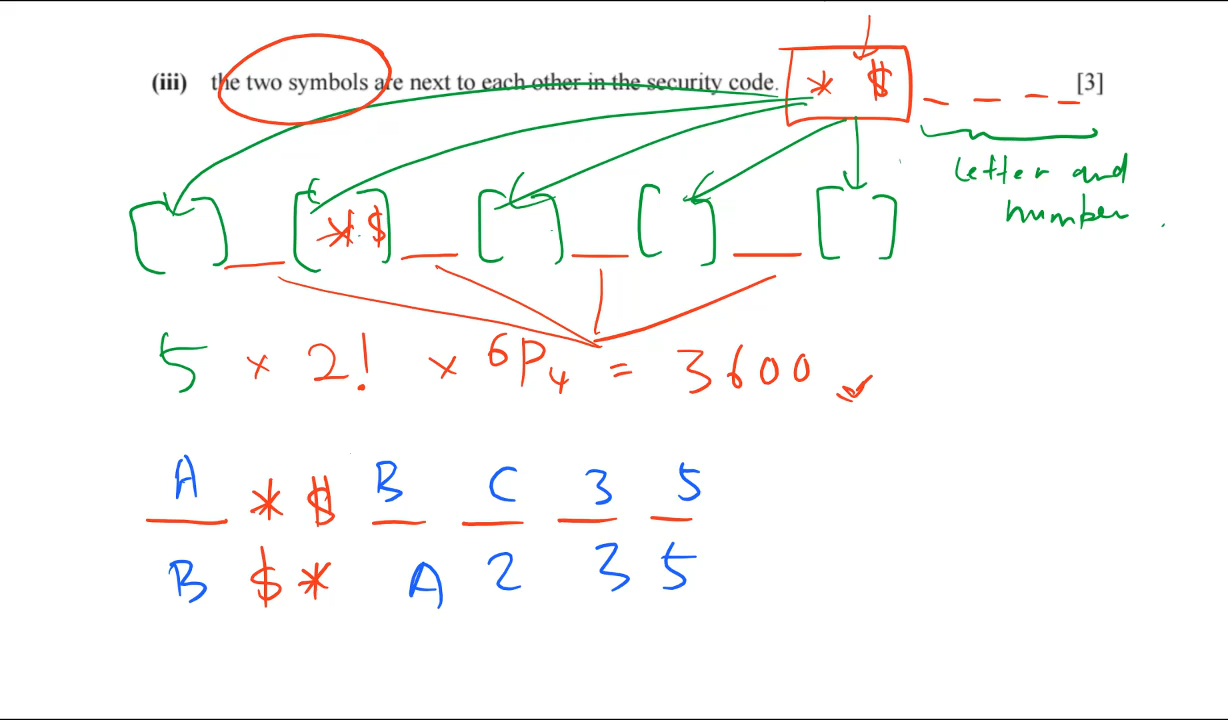 (iii) the two symbols are next to each other in the security code. * $ _ _ _ _ [3]
letter and
number
[ ] _ [*$] _ [ ] _ [ ] _ [ ]
5 × 2! × 6P4 = 3600
A * $ B C 3 5
B $ * A 2 3 5